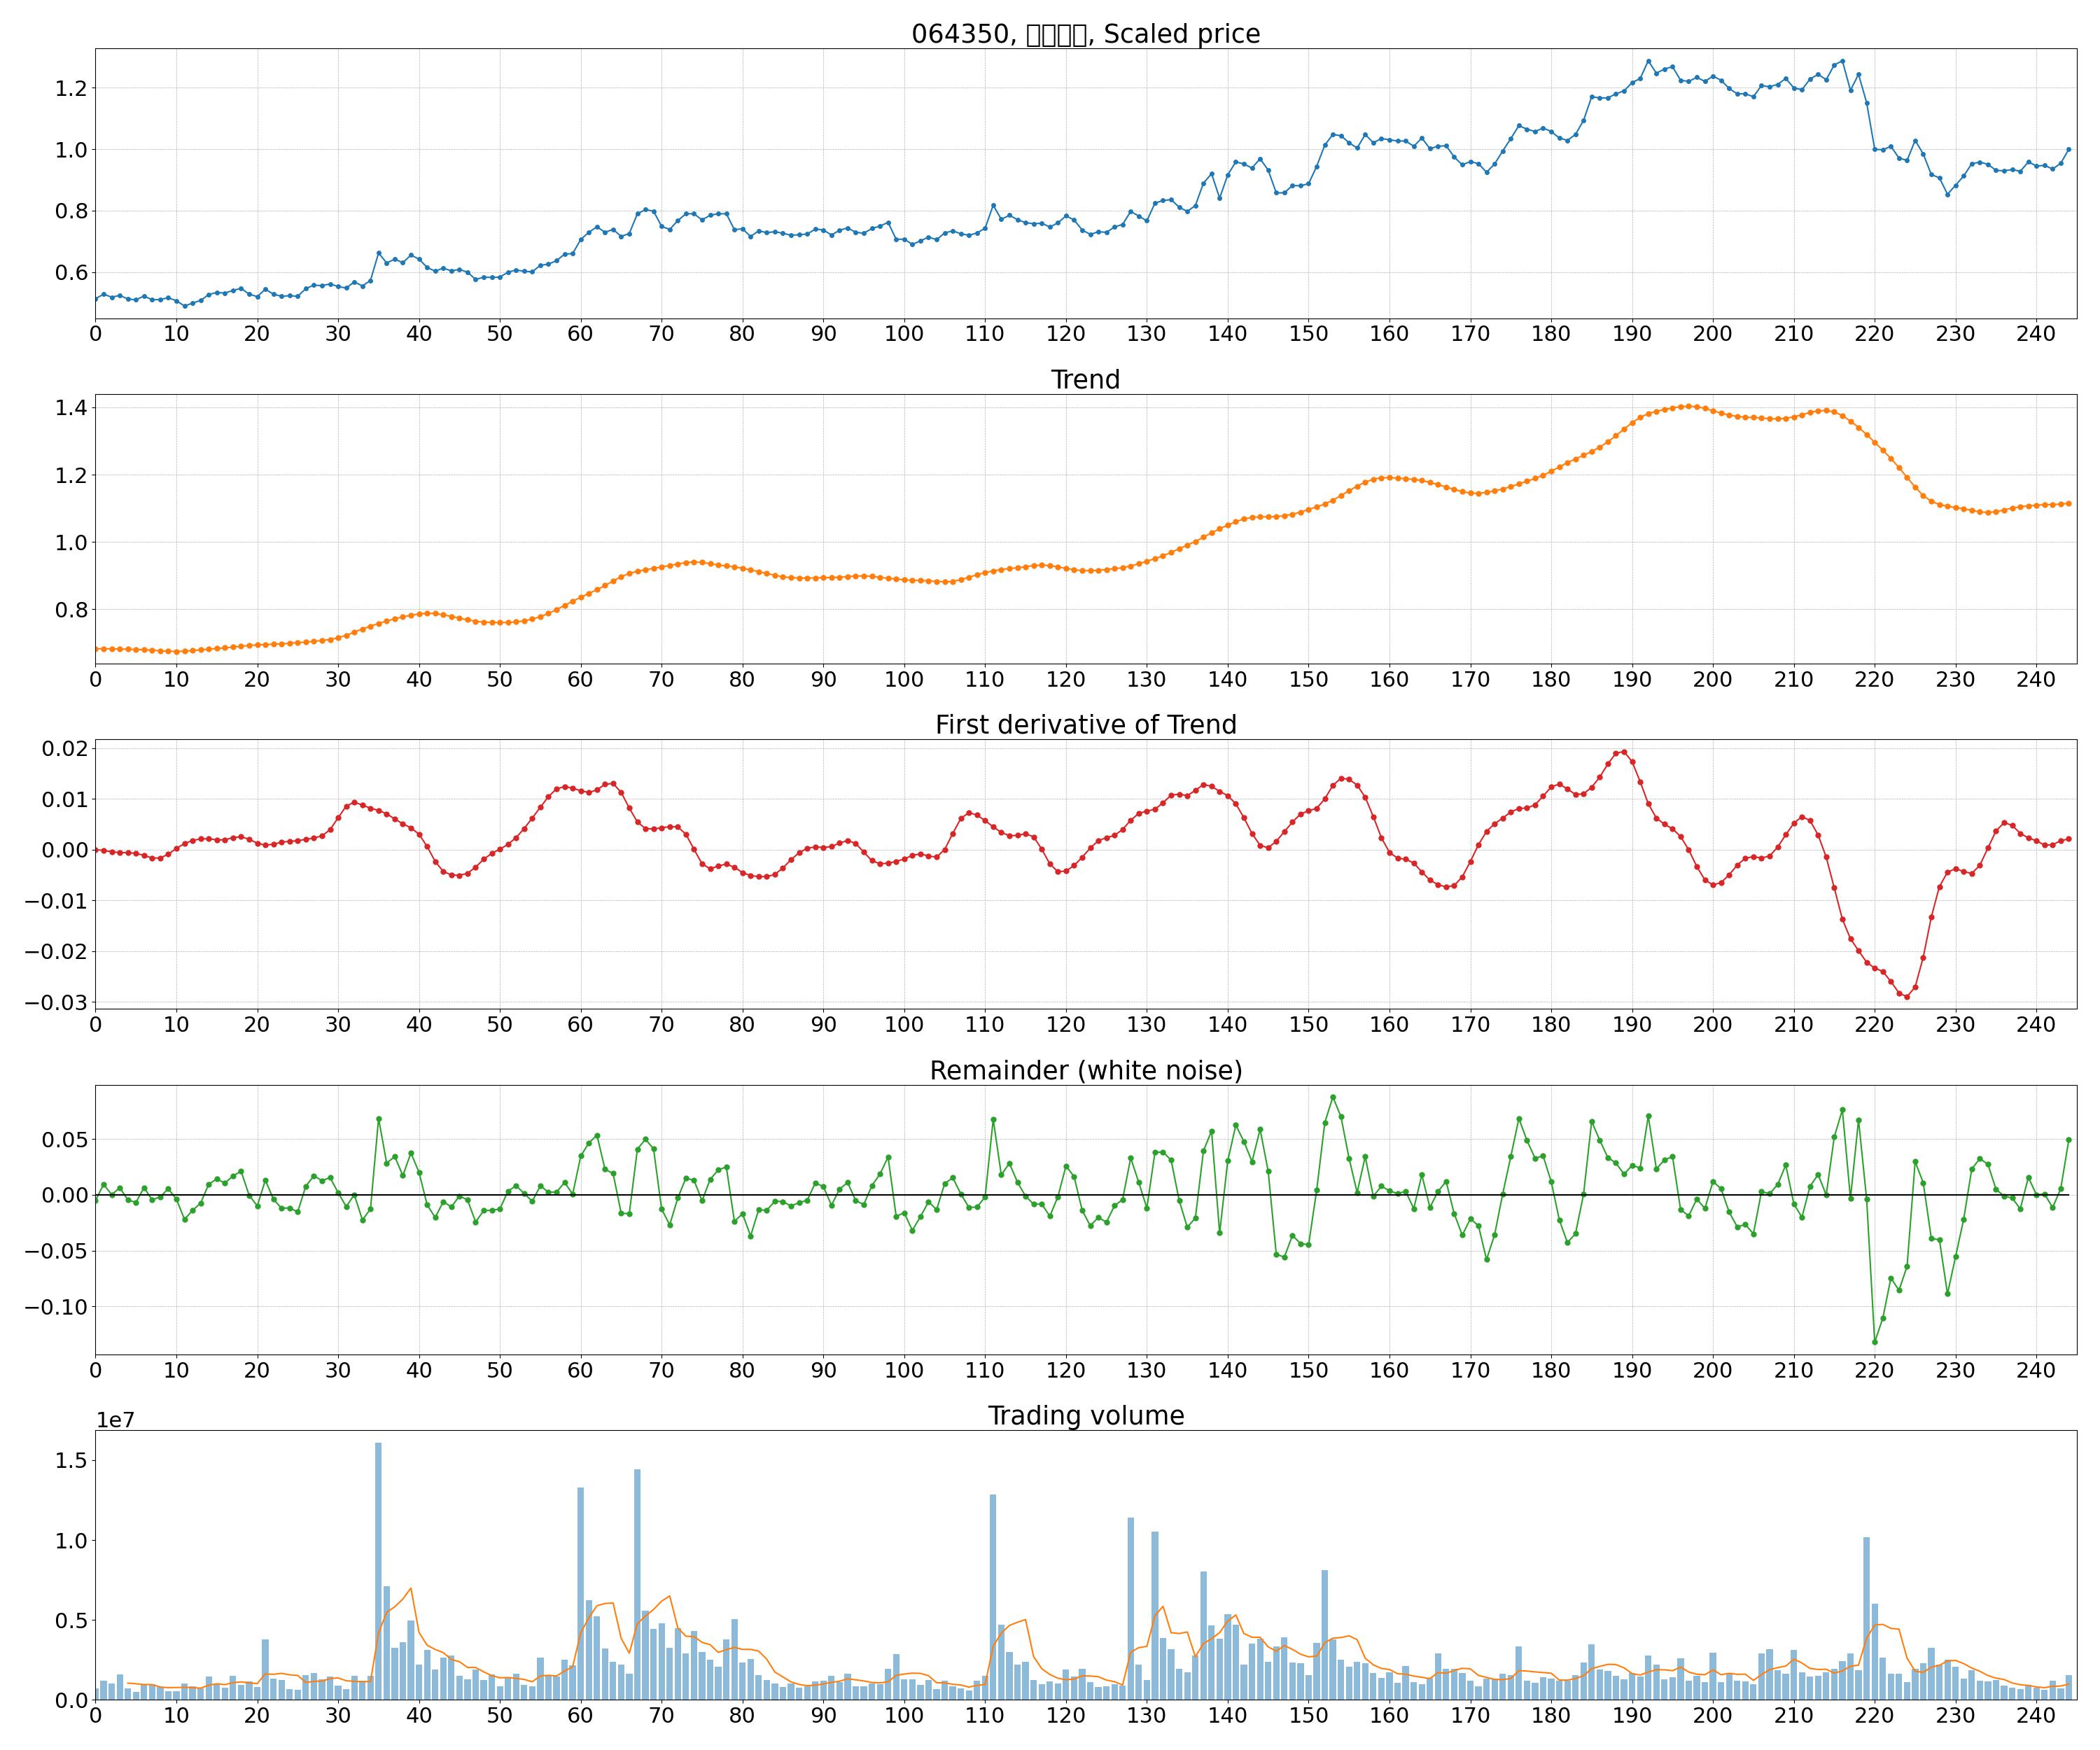 064350, □□□□, Scaled price
1.2
1.0
0.8
0.6
0 10 20 30 40 50 60 70 80 90 100 110 120 130 140 150 160 170 180 190 200 210 220 230 240
Trend
1.4
1.2
1.0
0.8
0 10 20 30 40 50 60 70 80 90 100 110 120 130 140 150 160 170 180 190 200 210 220 230 240
First derivative of Trend
0.02
0.01
0.00
−0.01
−0.02
−0.03
0 10 20 30 40 50 60 70 80 90 100 110 120 130 140 150 160 170 180 190 200 210 220 230 240
Remainder (white noise)
0.05
0.00
−0.05
−0.10
0 10 20 30 40 50 60 70 80 90 100 110 120 130 140 150 160 170 180 190 200 210 220 230 240
Trading volume
1e7
1.5
1.0
0.5
0.0
0 10 20 30 40 50 60 70 80 90 100 110 120 130 140 150 160 170 180 190 200 210 220 230 240